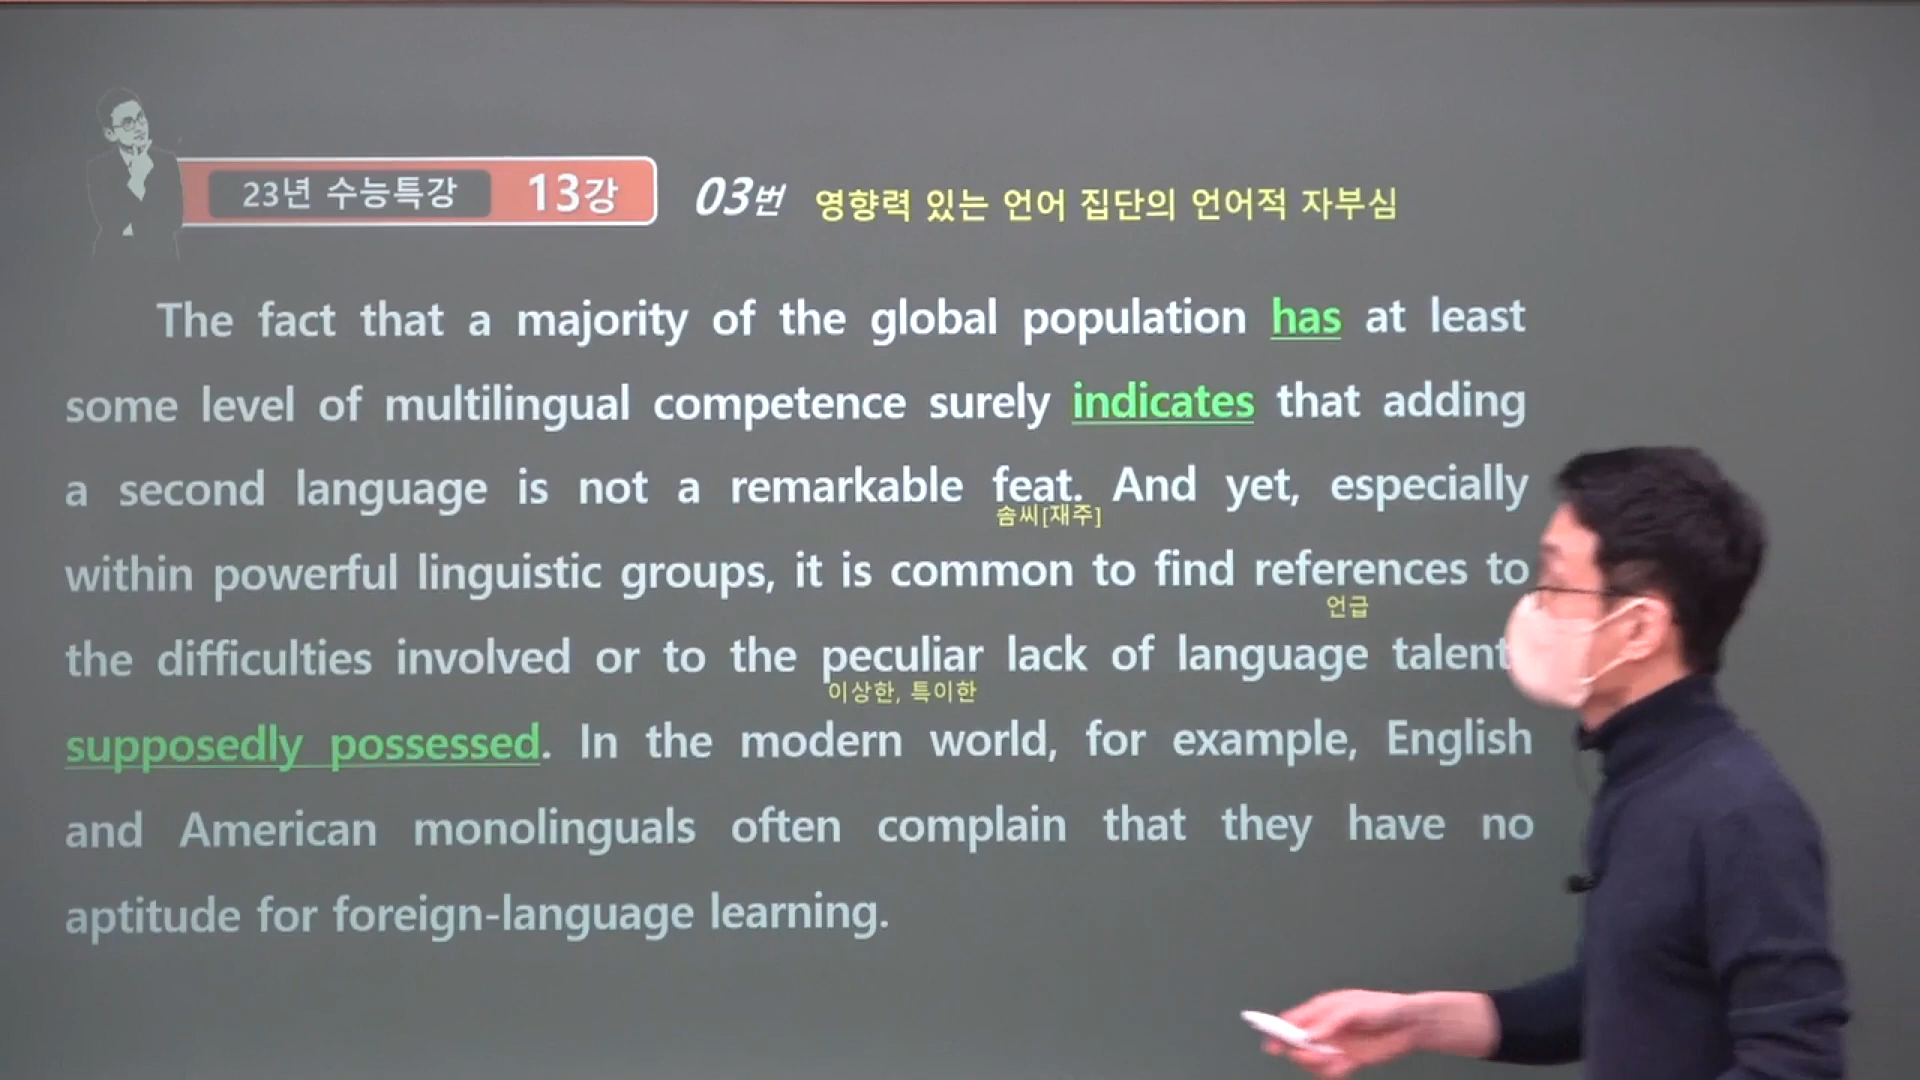 23년 수능특강 13강 03번 영향력 있는 언어 집단의 언어적 자부심
The fact that a majority of the global population has at least
some level of multilingual competence surely indicates that adding
a second language is not a remarkable feat. And yet, especially
솜씨[재주]
within powerful linguistic groups, it is common to find references to
언급
the difficulties involved or to the peculiar lack of language talent
이상한, 특이한
supposedly possessed. In the modern world, for example, English
and American monolinguals often complain that they have no
aptitude for foreign-language learning.